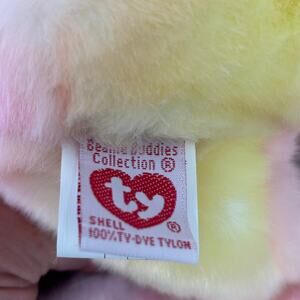 Beanie Buddies
Collection ®
ty
®
SHELL
100% TY-DYE TYLON